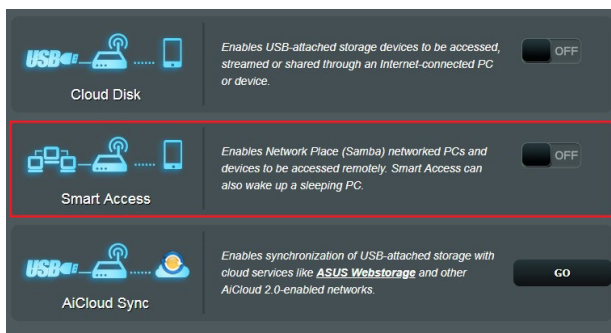 Enables USB-attached storage devices to be accessed,
streamed or shared through an Internet-connected PC
or device.
USB
OFF
Cloud Disk
Enables Network Place (Samba) networked PCs and
devices to be accessed remotely. Smart Access can
also wake up a sleeping PC.
OFF
Smart Access
Enables synchronization of USB-attached storage with
cloud services like ASUS Webstorage and other
AiCloud 2.0-enabled networks.
USB
GO
AiCloud Sync